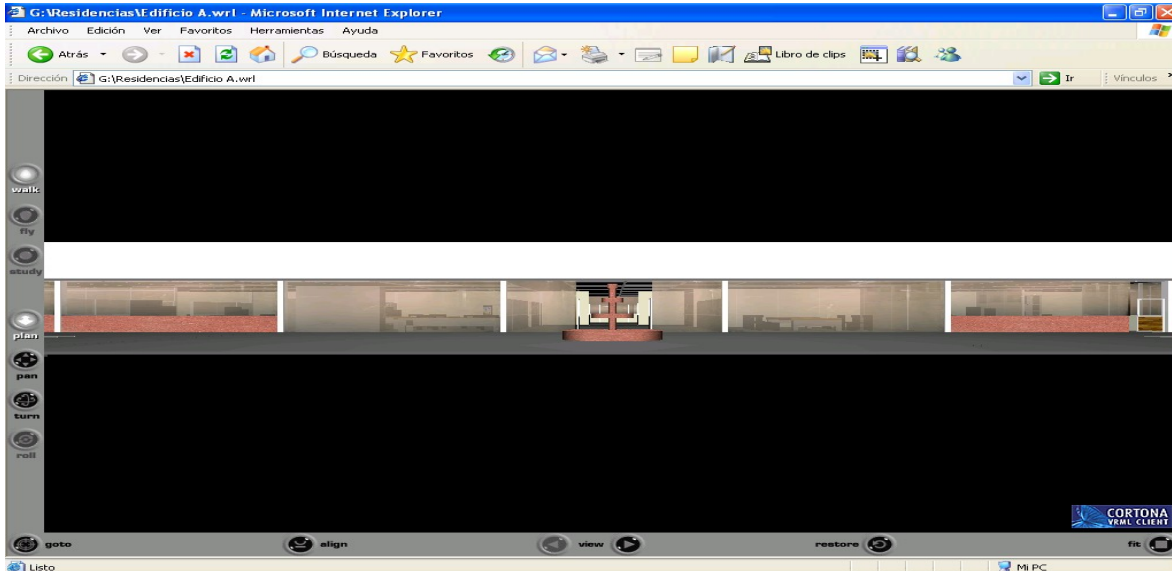 G:\Residencias\Edificio A.wrl - Microsoft Internet Explorer
Archivo Edición Ver Favoritos Herramientas Ayuda
Atrás Búsqueda Favoritos Libro de clips
Dirección G:\Residencias\Edificio A.wrl Ir Vínculos
walk
fly
study
plan
pan
turn
roll
CORTONA
VRML CLIENT
goto align view restore fit
Listo Mi PC